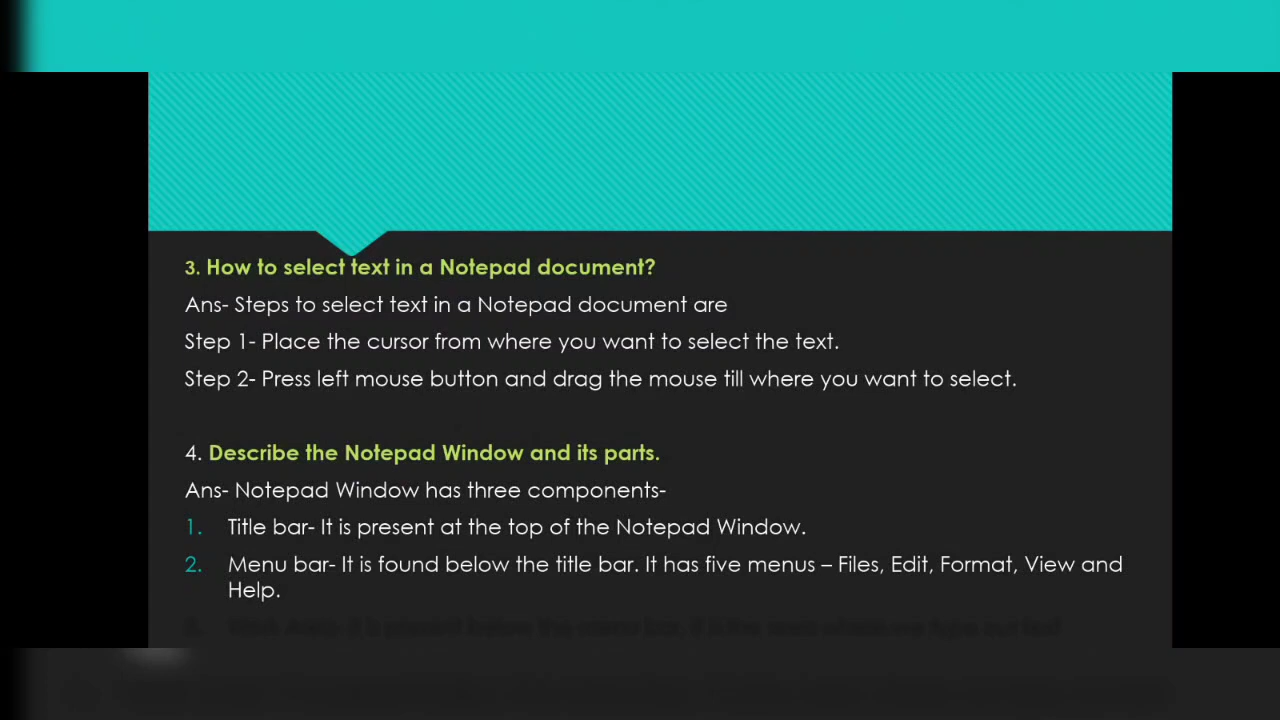 3. How to select text in a Notepad document?
Ans- Steps to select text in a Notepad document are
Step 1- Place the cursor from where you want to select the text.
Step 2- Press left mouse button and drag the mouse till where you want to select.
4. Describe the Notepad Window and its parts.
Ans- Notepad Window has three components-
1. Title bar- It is present at the top of the Notepad Window.
2. Menu bar- It is found below the title bar. It has five menus – Files, Edit, Format, View and
Help.